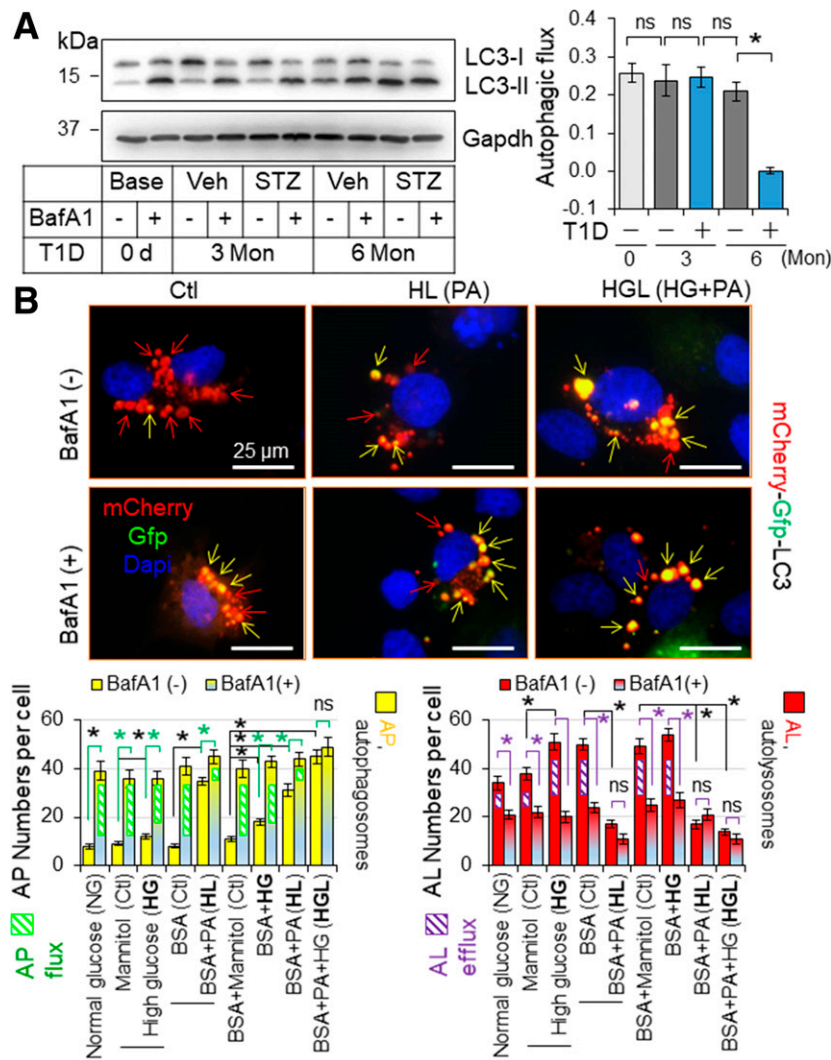 A
kDa
15 -
37 -
LC3-I
LC3-II
Gapdh
Base Veh STZ Veh STZ
BafA1 - + - + - + - + - +
T1D 0 d 3 Mon 6 Mon
Autophagic flux
0.4
0.3
0.2
0.1
0.0
-0.1
ns ns ns *
T1D − − + − +
0 3 6 (Mon)
B
Ctl HL (PA) HGL (HG+PA)
BafA1 (-)
25 µm
BafA1 (+)
mCherry
Gfp
Dapi
mCherry-Gfp-LC3
BafA1 (-) BafA1(+)
AP Numbers per cell
60
40
20
0
* * * * * * * * * * * ns
AP, autophagosomes
AP flux
Normal glucose (NG)
Mannitol (Ctl)
High glucose (HG)
BSA (Ctl)
BSA+PA (HL)
BSA+Mannitol (Ctl)
BSA+HG
BSA+PA (HL)
BSA+PA+HG (HGL)
BafA1 (-) BafA1(+)
AL Numbers per cell
60
40
20
0
* * * * * * ns * * * * ns ns
AL, autolysosomes
AL efflux
Normal glucose (NG)
Mannitol (Ctl)
High glucose (HG)
BSA (Ctl)
BSA+PA (HL)
BSA+Mannitol (Ctl)
BSA+HG
BSA+PA (HL)
BSA+PA+HG (HGL)